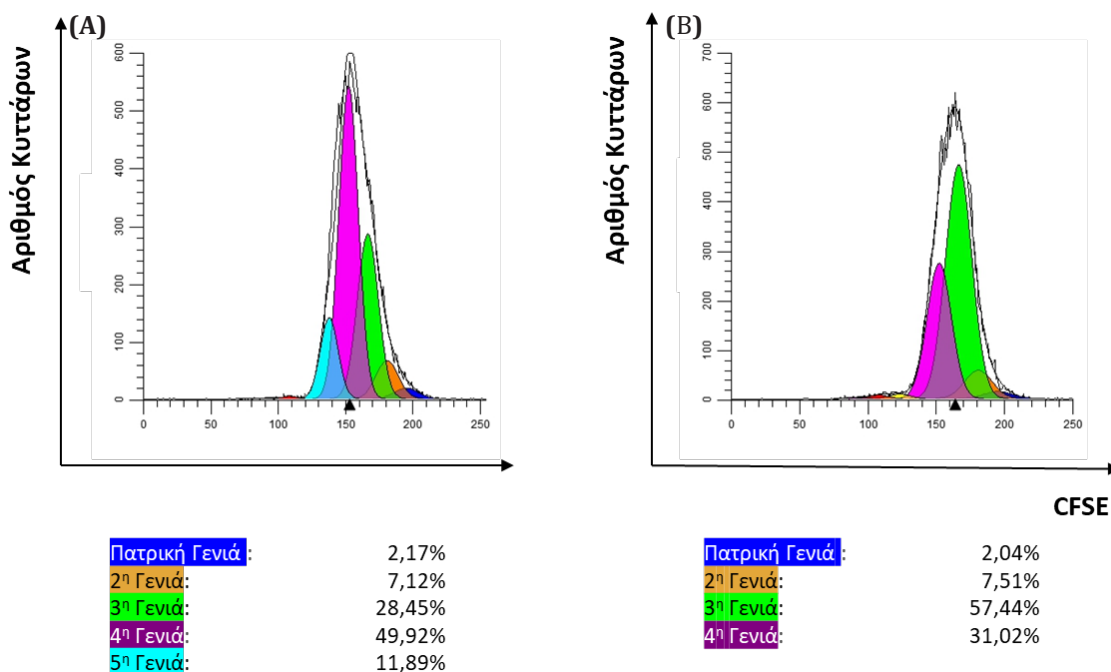 (A)
Αριθμός Κυττάρων
600
500
400
300
200
100
0
0 50 100 150 200 250
(B)
Αριθμός Κυττάρων
700
600
500
400
300
200
100
0
0 50 100 150 200 250
CFSE
Πατρική Γενιά : 2,17%
2η Γενιά: 7,12%
3η Γενιά: 28,45%
4η Γενιά: 49,92%
5η Γενιά: 11,89%
Πατρική Γενιά : 2,04%
2η Γενιά: 7,51%
3η Γενιά: 57,44%
4η Γενιά: 31,02%